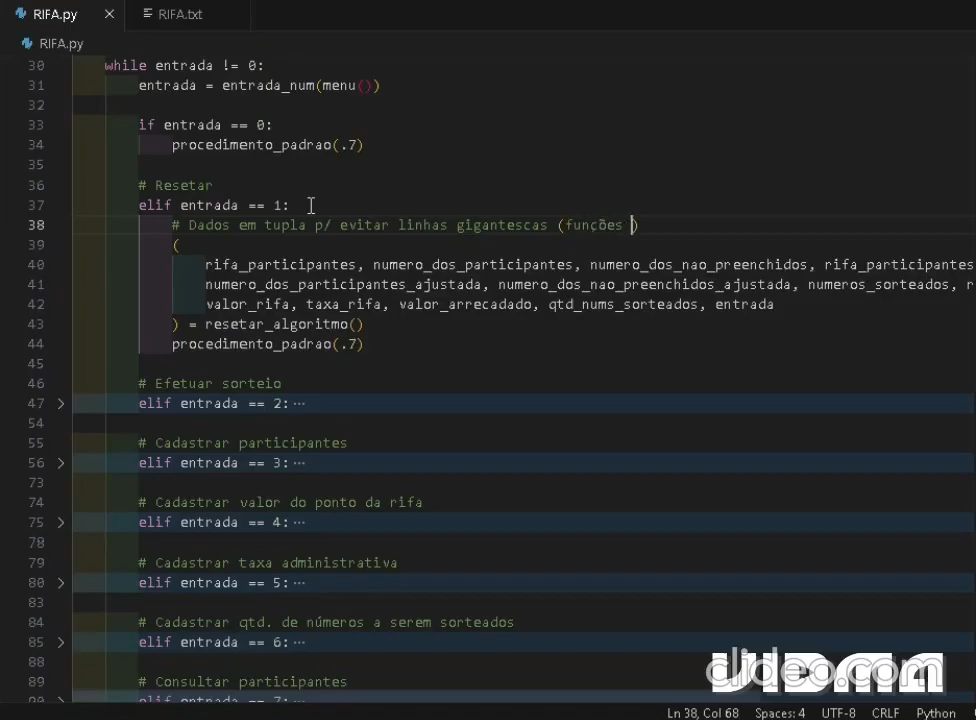 RIFA.py
RIFA.txt
RIFA.py
30 while entrada != 0:
31 entrada = entrada_num(menu())
32
33 if entrada == 0:
34 procedimento_padrao(.7)
35
36 # Resetar
37 elif entrada == 1:
38 # Dados em tupla p/ evitar linhas gigantescas (funções )
39 (
40 rifa_participantes, numero_dos_participantes, numero_dos_nao_preenchidos, rifa_participantes
41 numero_dos_participantes_ajustada, numero_dos_nao_preenchidos_ajustada, numeros_sorteados, r
42 valor_rifa, taxa_rifa, valor_arrecadado, qtd_nums_sorteados, entrada
43 ) = resetar_algoritmo()
44 procedimento_padrao(.7)
45
46 # Efetuar sorteio
47 elif entrada == 2: ···
54
55 # Cadastrar participantes
56 elif entrada == 3: ···
73
74 # Cadastrar valor do ponto da rifa
75 elif entrada == 4: ···
78
79 # Cadastrar taxa administrativa
80 elif entrada == 5: ···
83
84 # Cadastrar qtd. de números a serem sorteados
85 elif entrada == 6: ···
88
89 # Consultar participantes
90 elif entrada == 7: ···
clideo.com
Ln 38, Col 68 Spaces: 4 UTF-8 CRLF Python